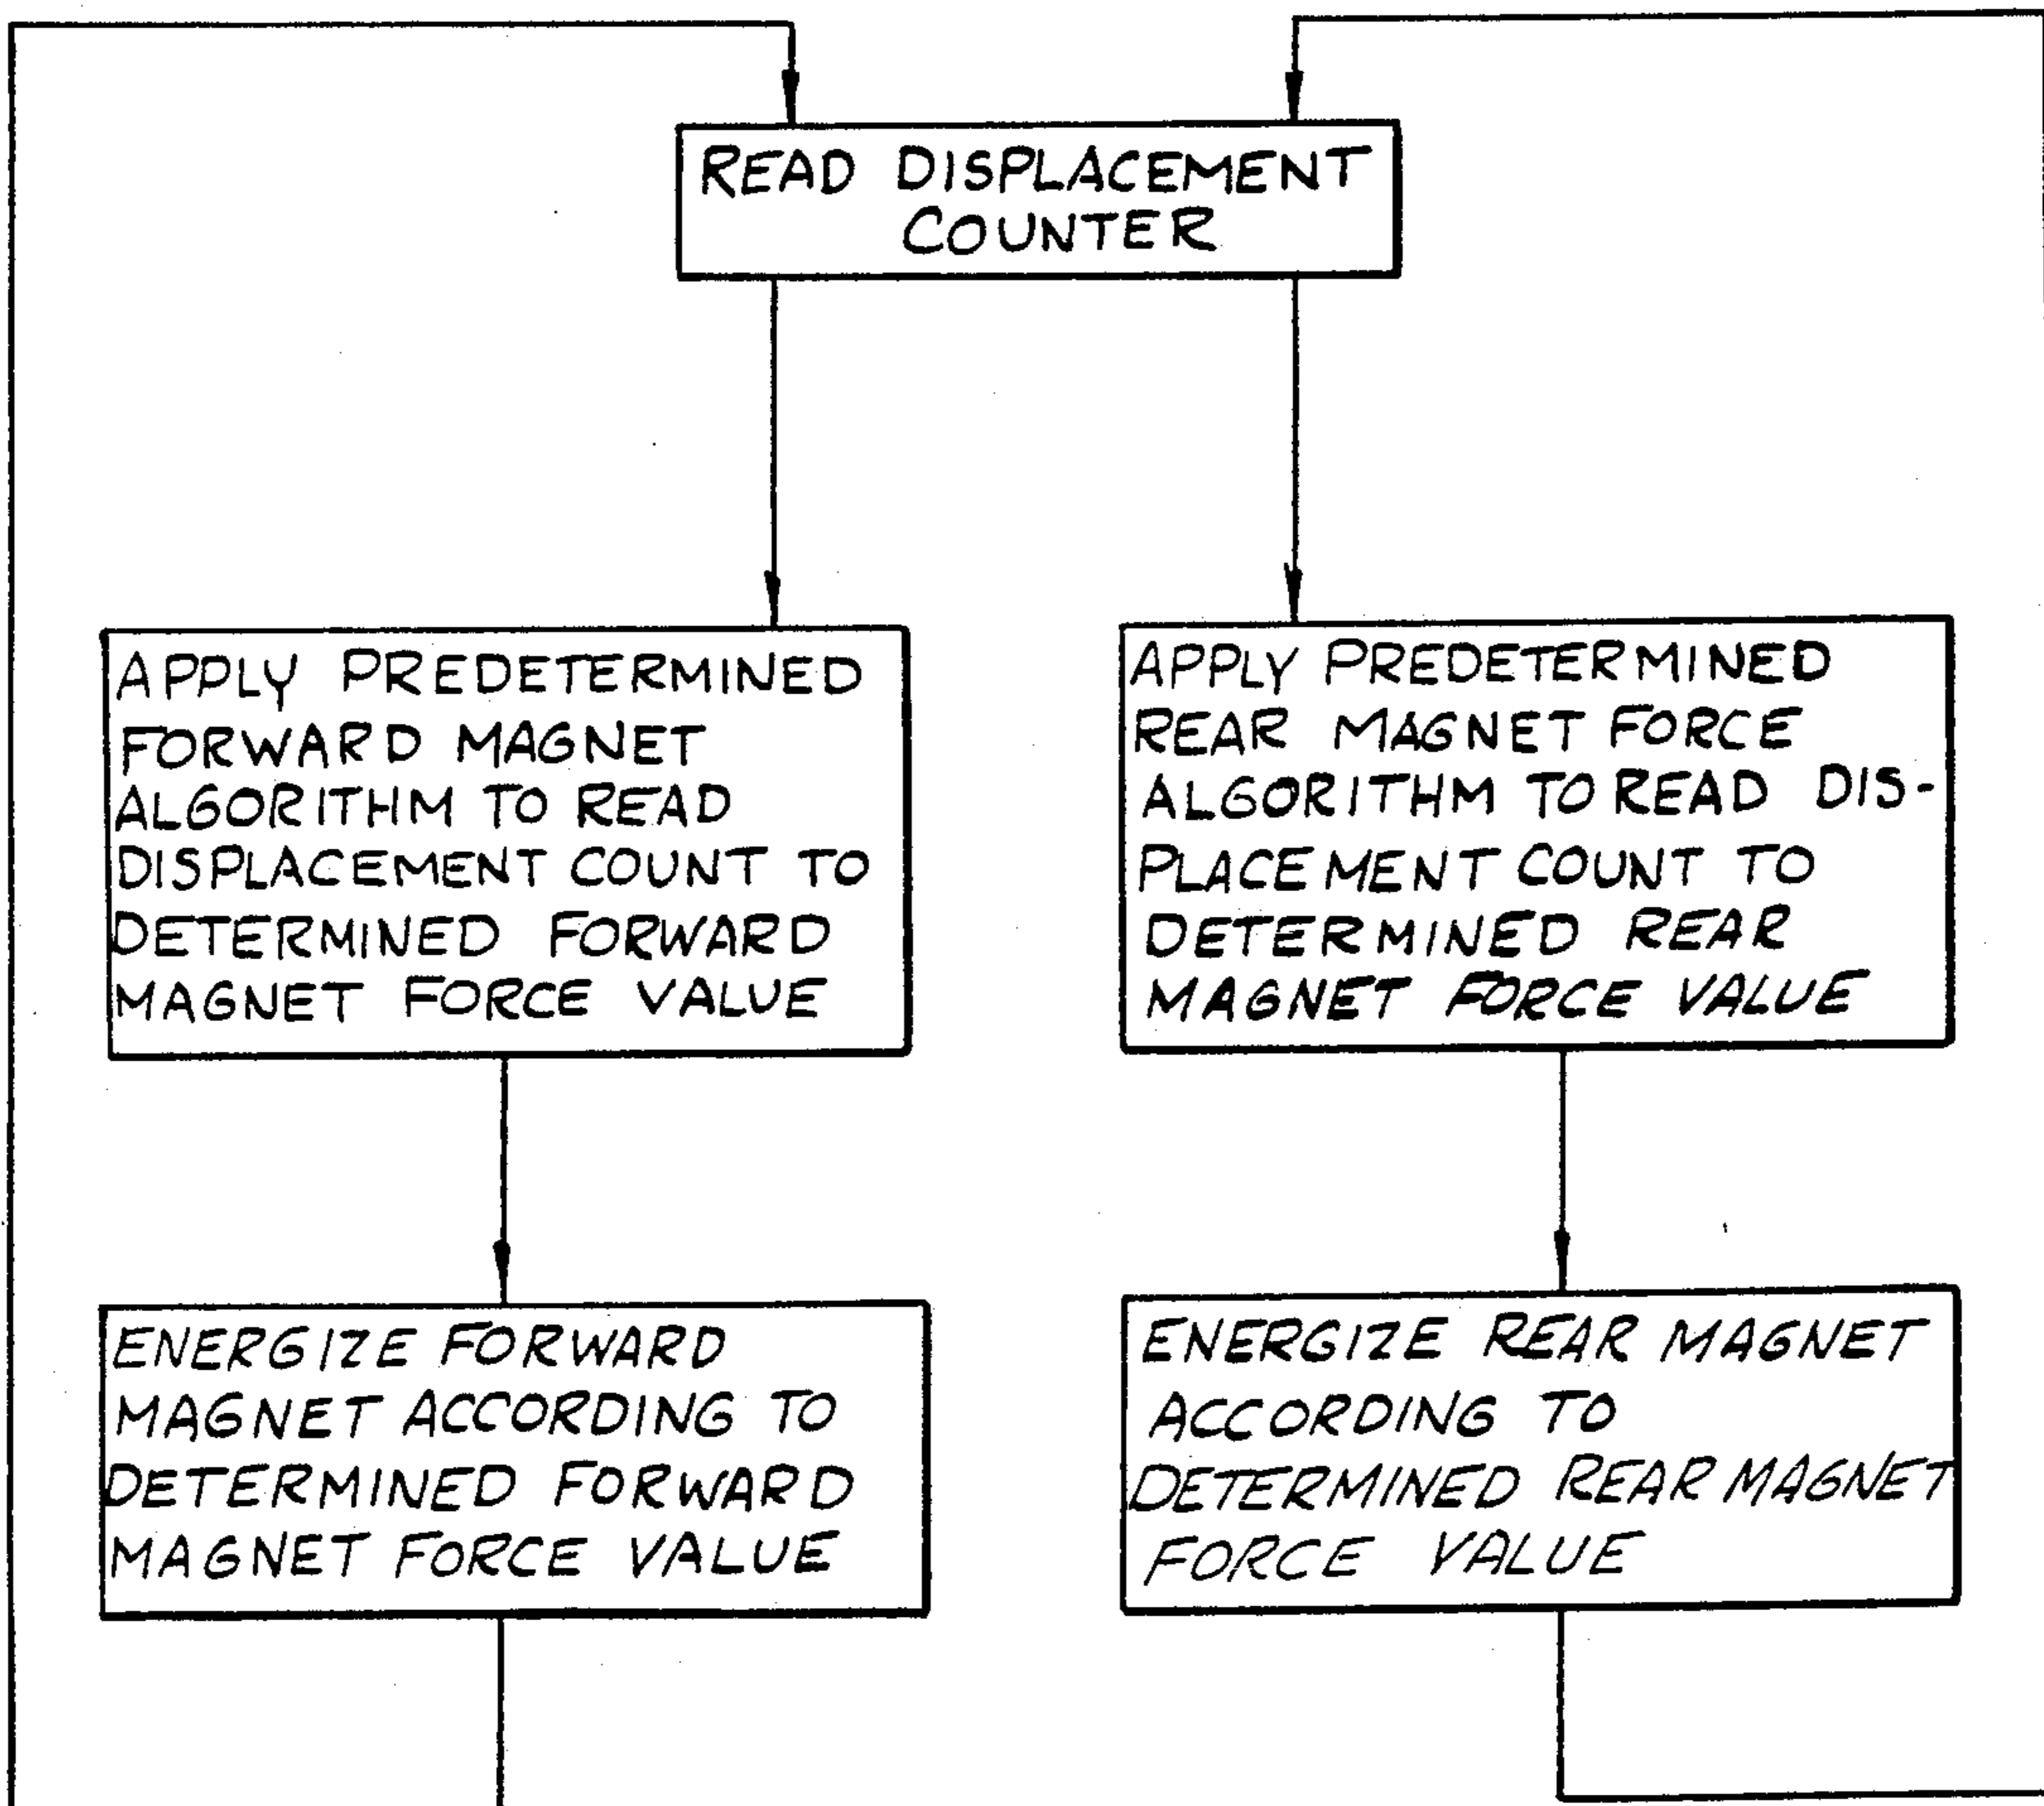 READ DISPLACEMENT
COUNTER
APPLY PREDETERMINED
FORWARD MAGNET
ALGORITHM TO READ
DISPLACEMENT COUNT TO
DETERMINED FORWARD
MAGNET FORCE VALUE
APPLY PREDETERMINED
REAR MAGNET FORCE
ALGORITHM TO READ DIS-
PLACEMENT COUNT TO
DETERMINED REAR
MAGNET FORCE VALUE
ENERGIZE FORWARD
MAGNET ACCORDING TO
DETERMINED FORWARD
MAGNET FORCE VALUE
ENERGIZE REAR MAGNET
ACCORDING TO
DETERMINED REAR MAGNET
FORCE VALUE